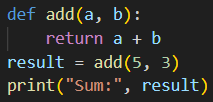 def add(a, b):
    return a + b
result = add(5, 3)
print("Sum:", result)